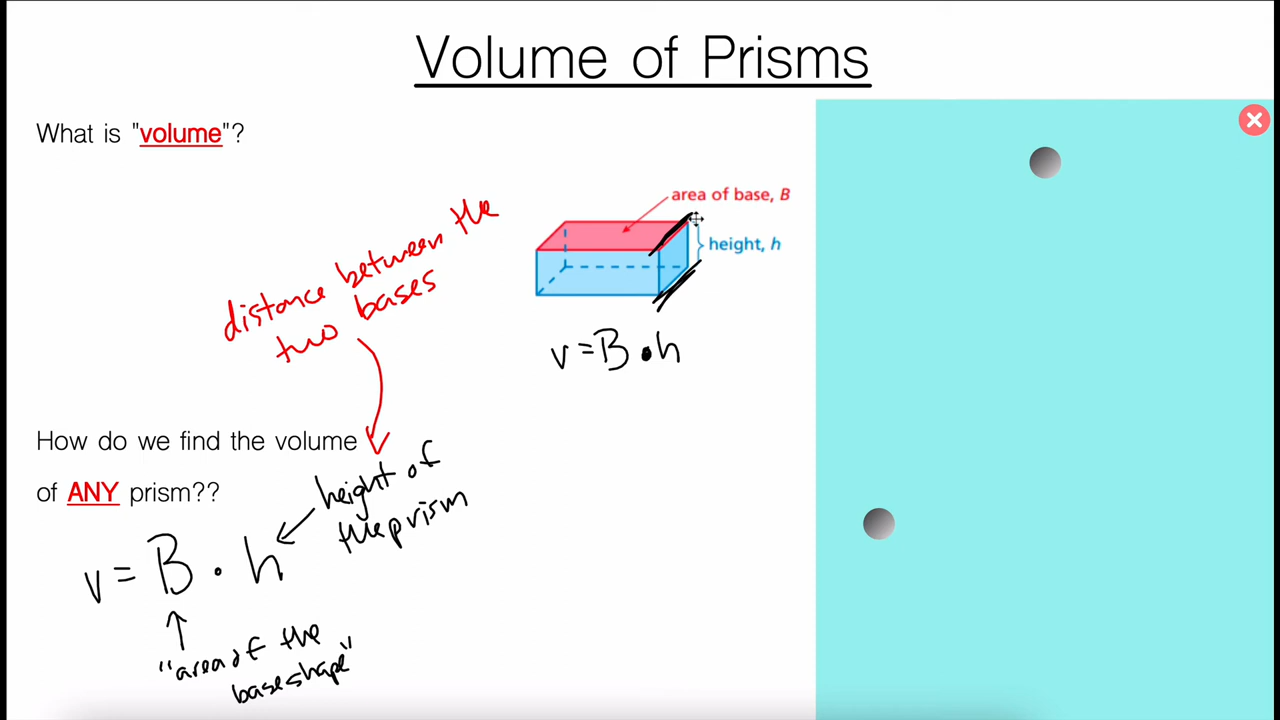 Volume of Prisms
What is "volume"?
area of base, B
height, h
v = B • h
distance between the
two bases
How do we find the volume
of ANY prism??
height of
the prism
v = B • h
"area of the
base shape"